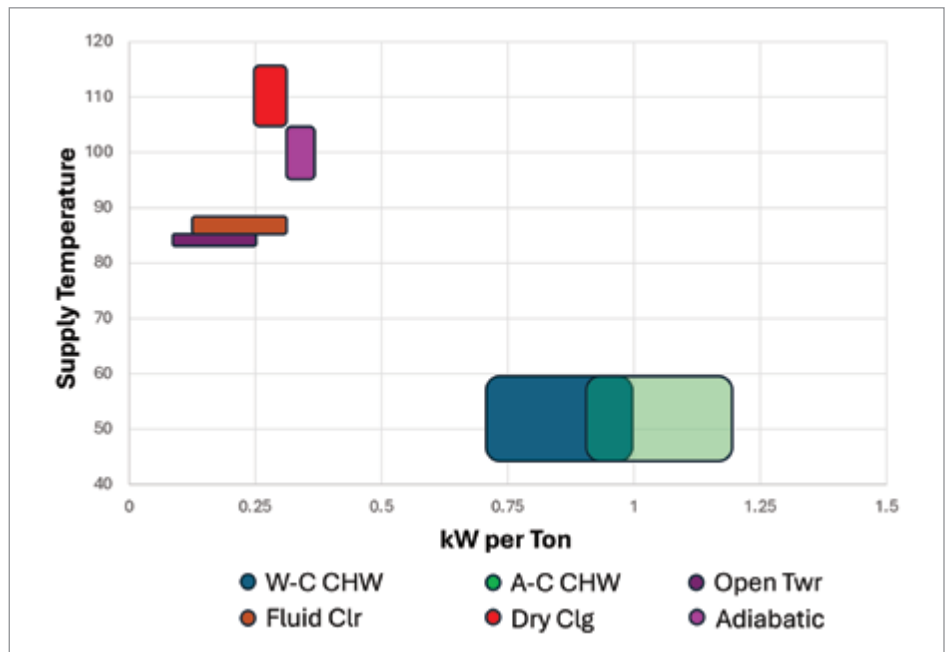 120
110
100
90
80
70
60
50
40
Supply Temperature
0 0.25 0.5 0.75 1 1.25 1.5
kW per Ton
W-C CHW A-C CHW Open Twr
Fluid Clr Dry Clg Adiabatic